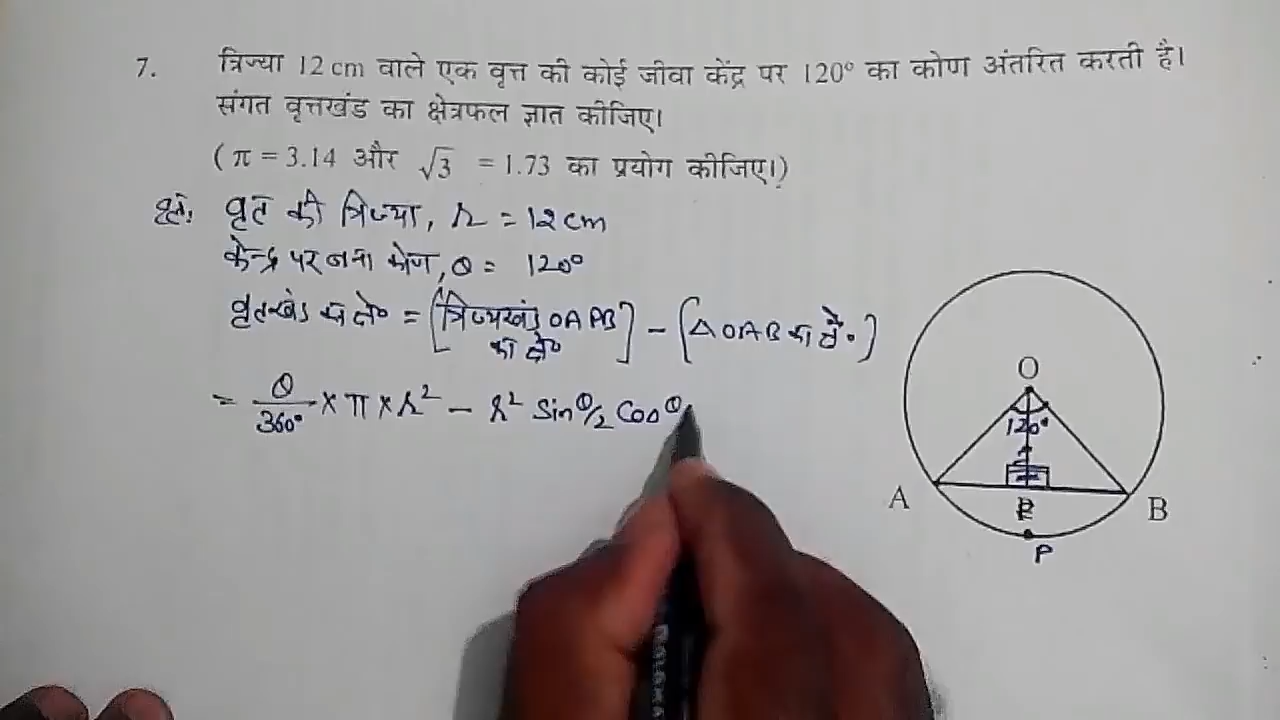 7. त्रिज्या 12 cm वाले एक वृत्त की कोई जीवा केंद्र पर 120° का कोण अंतरित करती है।
संगत वृत्तखंड का क्षेत्रफल ज्ञात कीजिए।
( π = 3.14 और √3 = 1.73 का प्रयोग कीजिए।)
वृत की त्रिज्या, r = 12 cm
केन्द्र पर बना कोण, θ = 120°
वृतखंड का क्षे० = [त्रिज्यखंड OAPB का क्षे०] - [△OAB का क्षे०]
= θ/360° × π × r² - r² Sin θ/2 Cos θ
O
120°
A
B
P